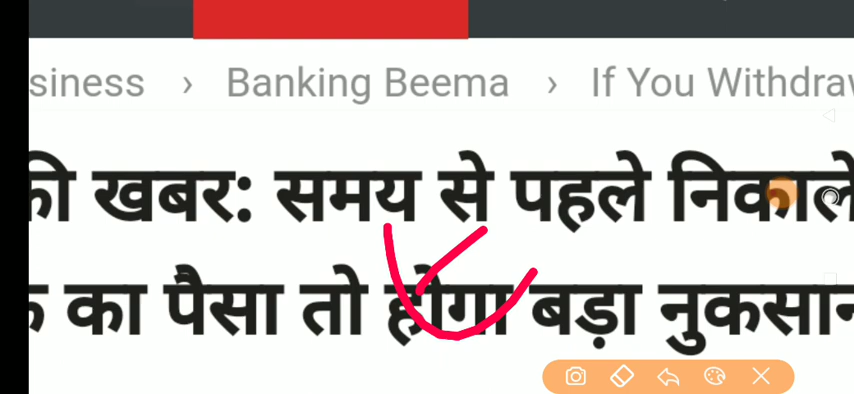 siness › Banking Beema › If You Withdraw
की खबर: समय से पहले निकाले
का पैसा तो होगा बड़ा नुकसान